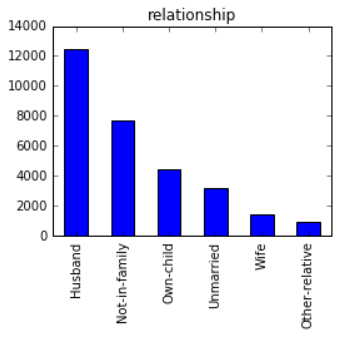 relationship
14000
12000
10000
8000
6000
4000
2000
0
Husband
Not-in-family
Own-child
Unmarried
Wife
Other-relative